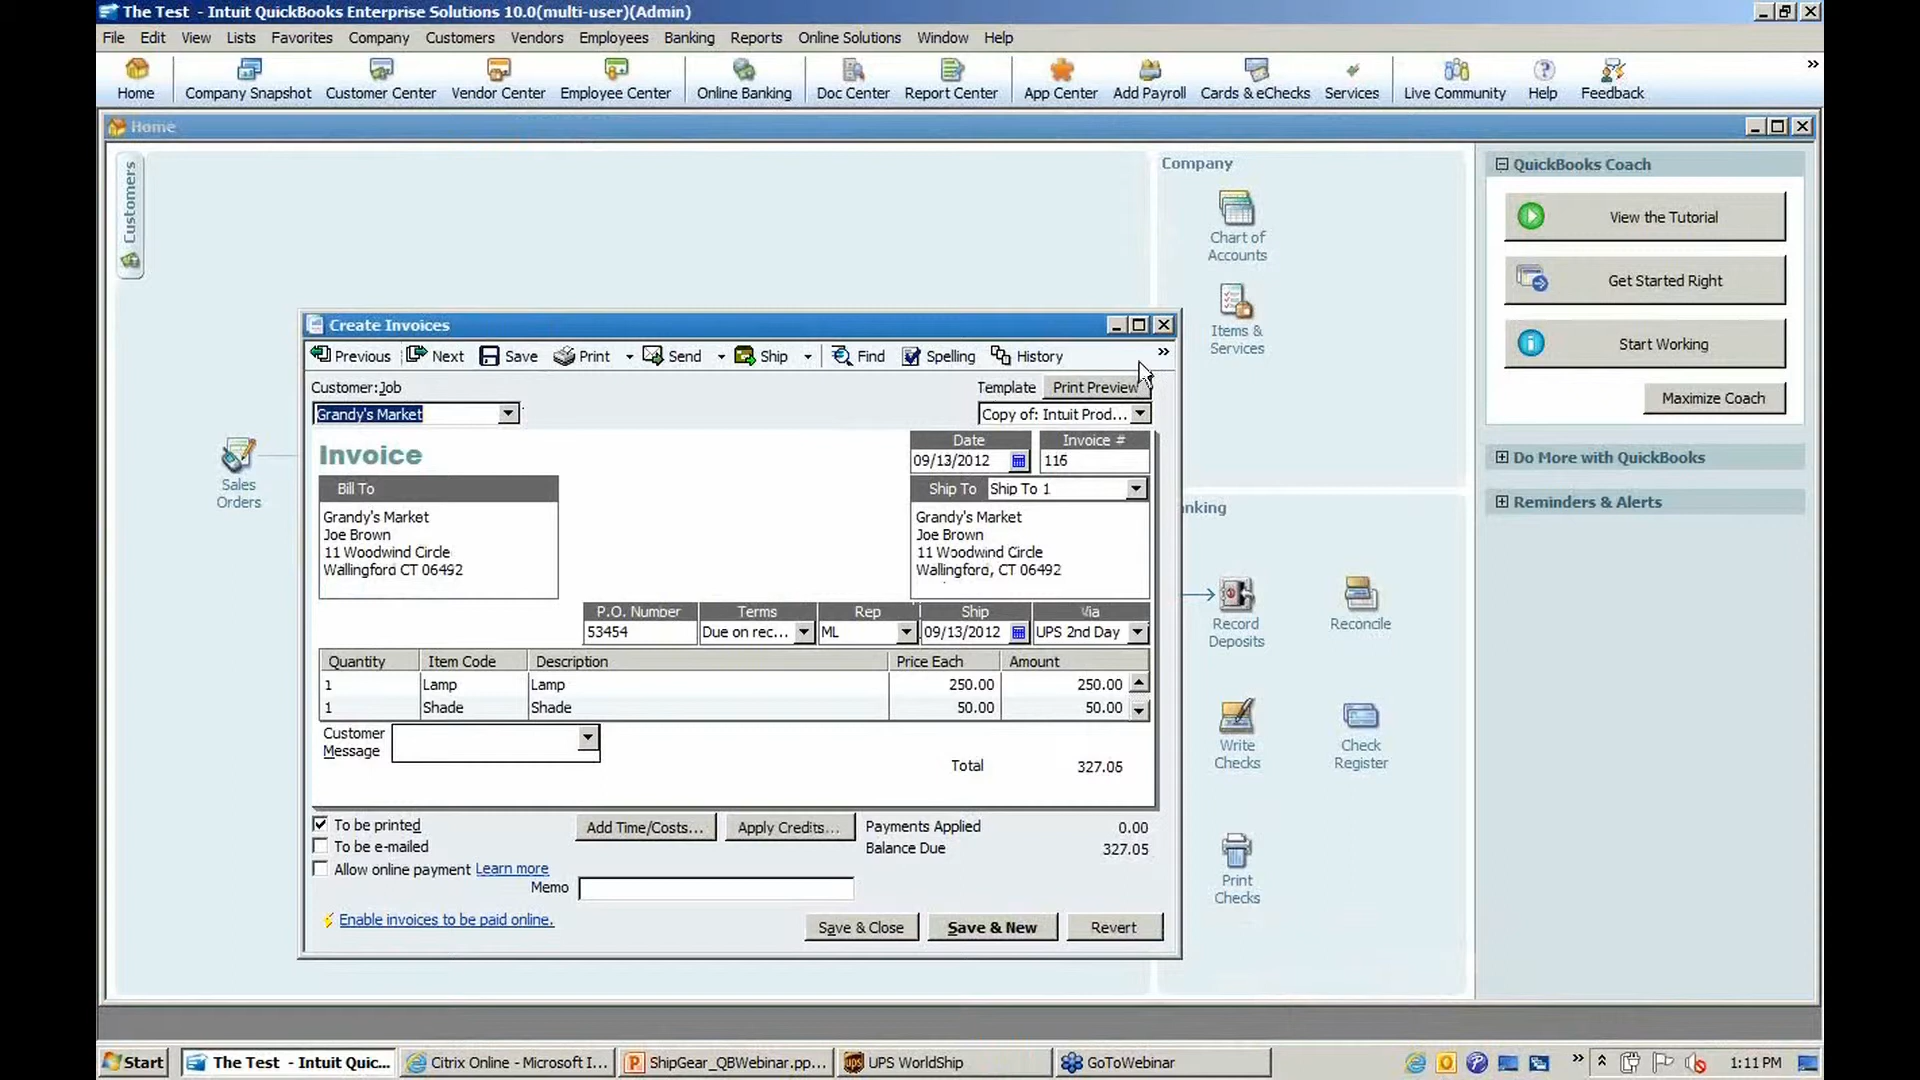 The Test - Intuit QuickBooks Enterprise Solutions 10.0(multi-user)(Admin)
File Edit View Lists Favorites Company Customers Vendors Employees Banking Reports Online Solutions Window Help
Home Company Snapshot Customer Center Vendor Center Employee Center Online Banking Doc Center Report Center App Center Add Payroll Cards & eChecks Services Live Community Help Feedback
Home
Customers
Sales
Orders
Create Invoices
Previous Next Save Print Send Ship Find Spelling History
Customer:Job
Template Print Preview
Grandy's Market
Copy of: Intuit Prod...
Invoice
Date Invoice #
09/13/2012 116
Bill To
Grandy's Market
Joe Brown
11 Woodwind Circle
Wallingford CT 06492
Ship To Ship To 1
Grandy's Market
Joe Brown
11 Woodwind Circle
Wallingford, CT 06492
P.O. Number Terms Rep Ship Via
53454 Due on rec... ML 09/13/2012 UPS 2nd Day
Quantity Item Code Description Price Each Amount
1 Lamp Lamp 250.00 250.00
1 Shade Shade 50.00 50.00
Customer
Message
Total 327.05
To be printed
To be e-mailed
Allow online payment Learn more
Add Time/Costs... Apply Credits...
Payments Applied 0.00
Balance Due 327.05
Memo
Enable invoices to be paid online.
Save & Close Save & New Revert
Company
Chart of
Accounts
Items &
Services
nking
Record
Deposits
Reconcile
Write
Checks
Check
Register
Print
Checks
QuickBooks Coach
View the Tutorial
Get Started Right
Start Working
Maximize Coach
Do More with QuickBooks
Reminders & Alerts
Start The Test - Intuit Quic... Citrix Online - Microsoft I... ShipGear_QBWebinar.pp... UPS WorldShip GoToWebinar 1:11 PM